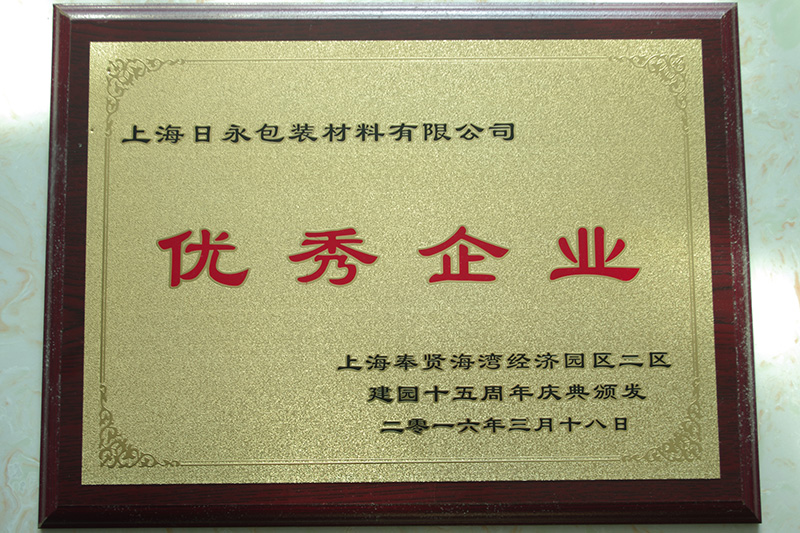 上海日永包装材料有限公司
优秀企业
上海奉贤海湾经济园区二区
建园十五周年庆典颁发
二零一六年三月十八日